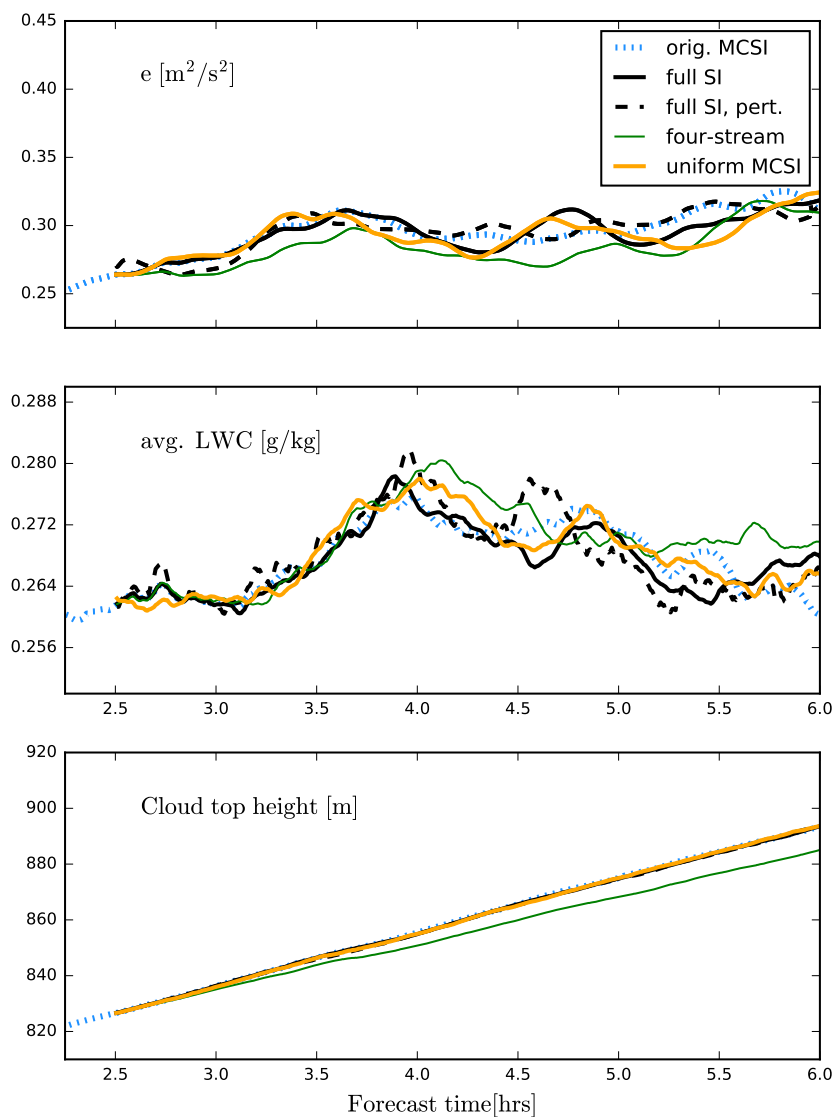 0.45
0.40
0.35
0.30
0.25
e [m²/s²]
orig. MCSI
full SI
full SI, pert.
four-stream
uniform MCSI
0.288
0.280
0.272
0.264
0.256
avg. LWC [g/kg]
2.5 3.0 3.5 4.0 4.5 5.0 5.5 6.0
920
900
880
860
840
820
Cloud top height [m]
2.5 3.0 3.5 4.0 4.5 5.0 5.5 6.0
Forecast time[hrs]